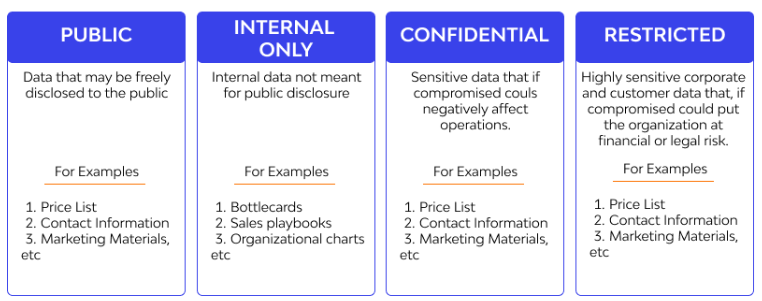 PUBLIC
Data that may be freely
disclosed to the public
For Examples
1. Price List
2. Contact Information
3. Marketing Materials,
etc
INTERNAL
ONLY
Internal data not meant
for public disclosure
For Examples
1. Bottlecards
2. Sales playbooks
3. Organizational charts
etc
CONFIDENTIAL
Sensitive data that if
compromised couls
negatively affect
operations.
For Examples
1. Price List
2. Contact Information
3. Marketing Materials,
etc
RESTRICTED
Highly sensitive corporate
and customer data that, if
compromised could put
the organization at
financial or legal risk.
For Examples
1. Price List
2. Contact Information
3. Marketing Materials,
etc